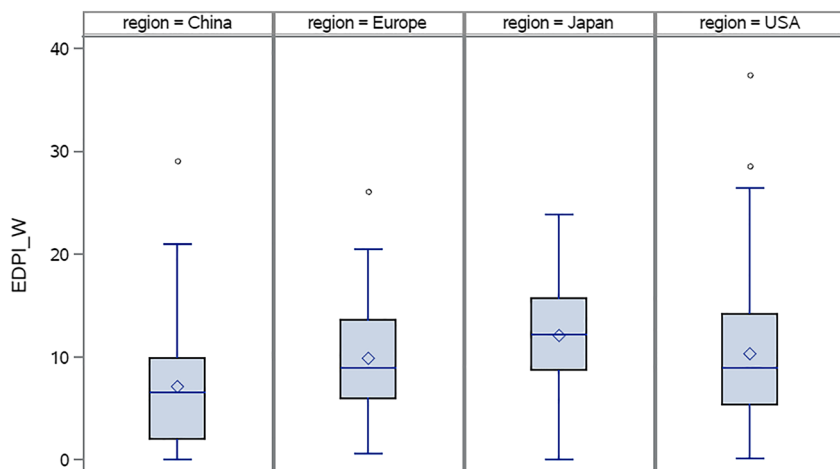 region = China
region = Europe
region = Japan
region = USA
EDPI_W
40
30
20
10
0